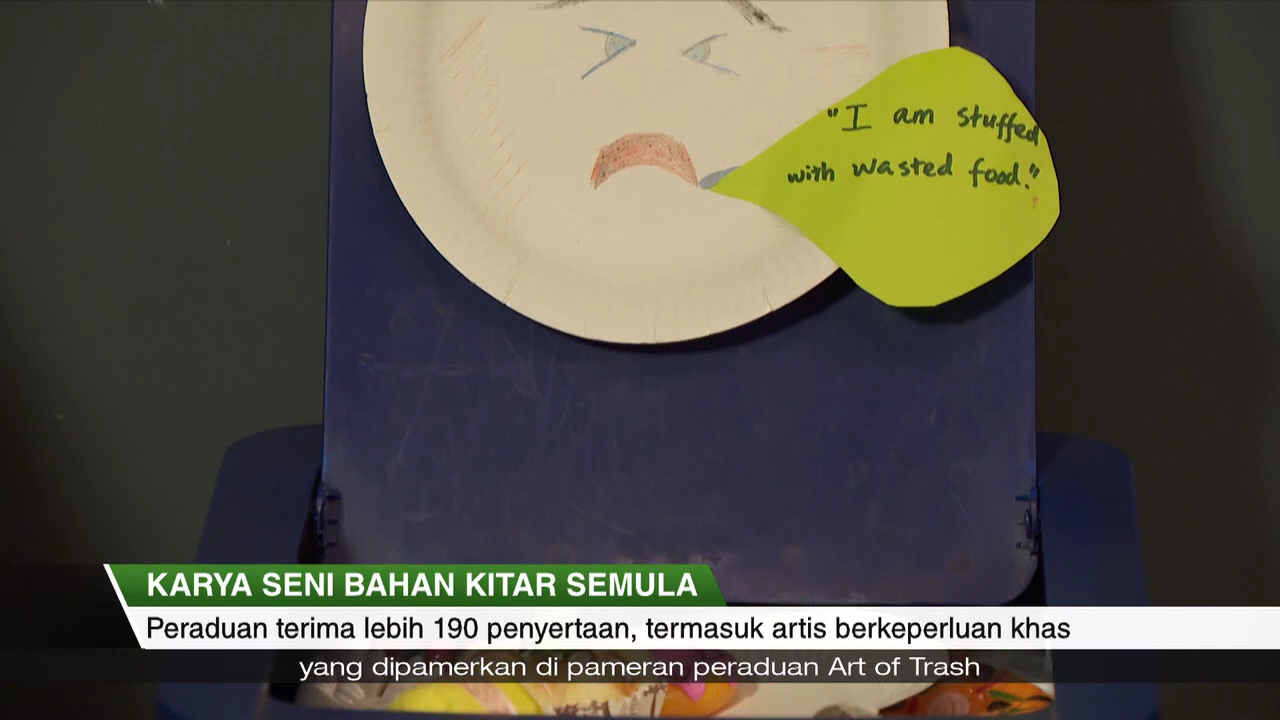 "I am stuffed
with wasted food."
KARYA SENI BAHAN KITAR SEMULA
Peraduan terima lebih 190 penyertaan, termasuk artis berkeperluan khas
yang dipamerkan di pameran peraduan Art of Trash